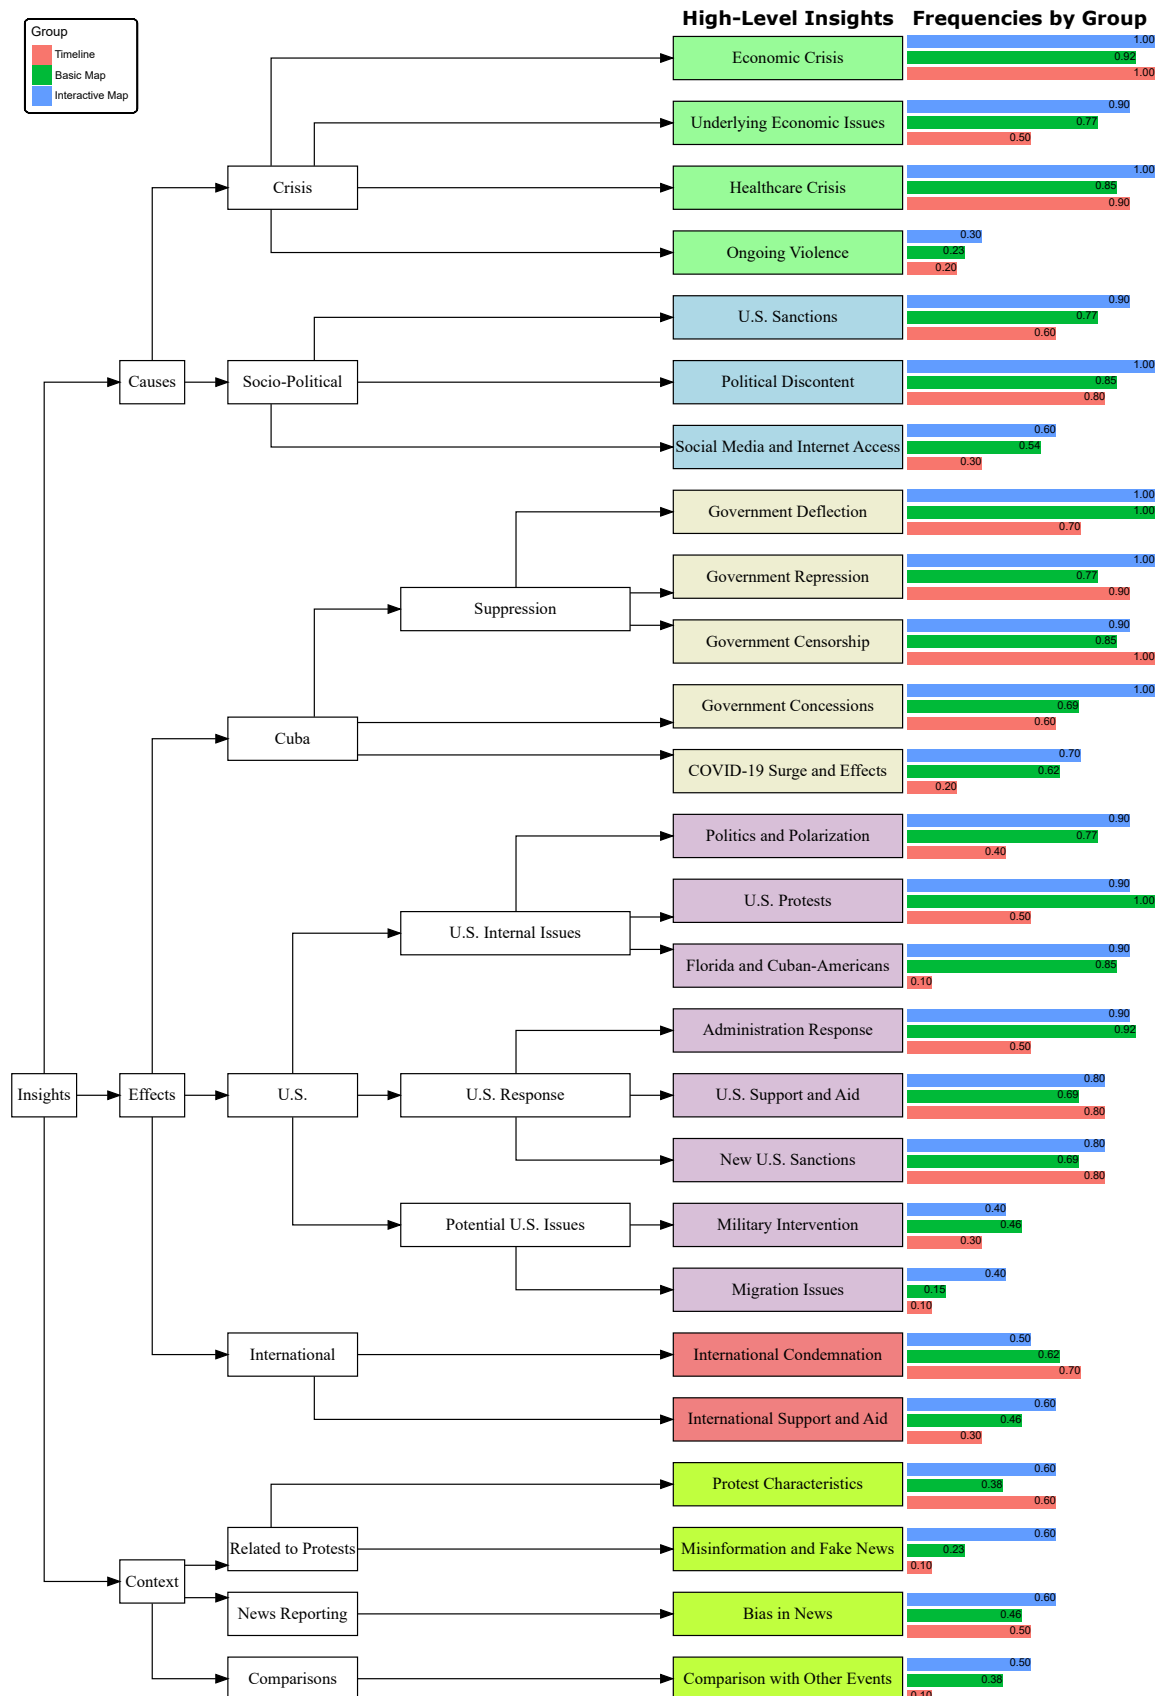 High-Level Insights Frequencies by Group
Group
Timeline
Basic Map
Interactive Map
Economic Crisis
1.00
0.92
1.00
Underlying Economic Issues
0.90
0.77
0.50
Crisis
Healthcare Crisis
1.00
0.85
0.90
Ongoing Violence
0.30
0.23
0.20
U.S. Sanctions
0.90
0.77
0.60
Causes
Socio-Political
Political Discontent
1.00
0.85
0.80
Social Media and Internet Access
0.60
0.54
0.30
Government Deflection
1.00
1.00
0.70
Suppression
Government Repression
1.00
0.77
0.90
Government Censorship
0.90
0.85
1.00
Cuba
Government Concessions
1.00
0.69
0.60
COVID-19 Surge and Effects
0.70
0.62
0.20
Politics and Polarization
0.90
0.77
0.40
U.S. Internal Issues
U.S. Protests
0.90
1.00
0.50
Florida and Cuban-Americans
0.90
0.85
0.10
Administration Response
0.90
0.92
0.50
Insights
Effects
U.S.
U.S. Response
U.S. Support and Aid
0.80
0.69
0.80
New U.S. Sanctions
0.80
0.69
0.80
Potential U.S. Issues
Military Intervention
0.40
0.46
0.30
Migration Issues
0.40
0.15
0.10
International
International Condemnation
0.50
0.62
0.70
International Support and Aid
0.60
0.46
0.30
Protest Characteristics
0.60
0.38
0.60
Context
Related to Protests
Misinformation and Fake News
0.60
0.23
0.10
News Reporting
Bias in News
0.60
0.46
0.50
Comparisons
Comparison with Other Events
0.50
0.38
0.10